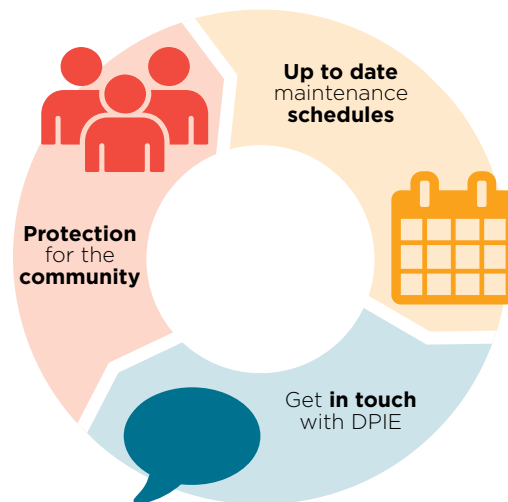 Up to date
maintenance
schedules
Protection
for the
community
Get in touch
with DPIE